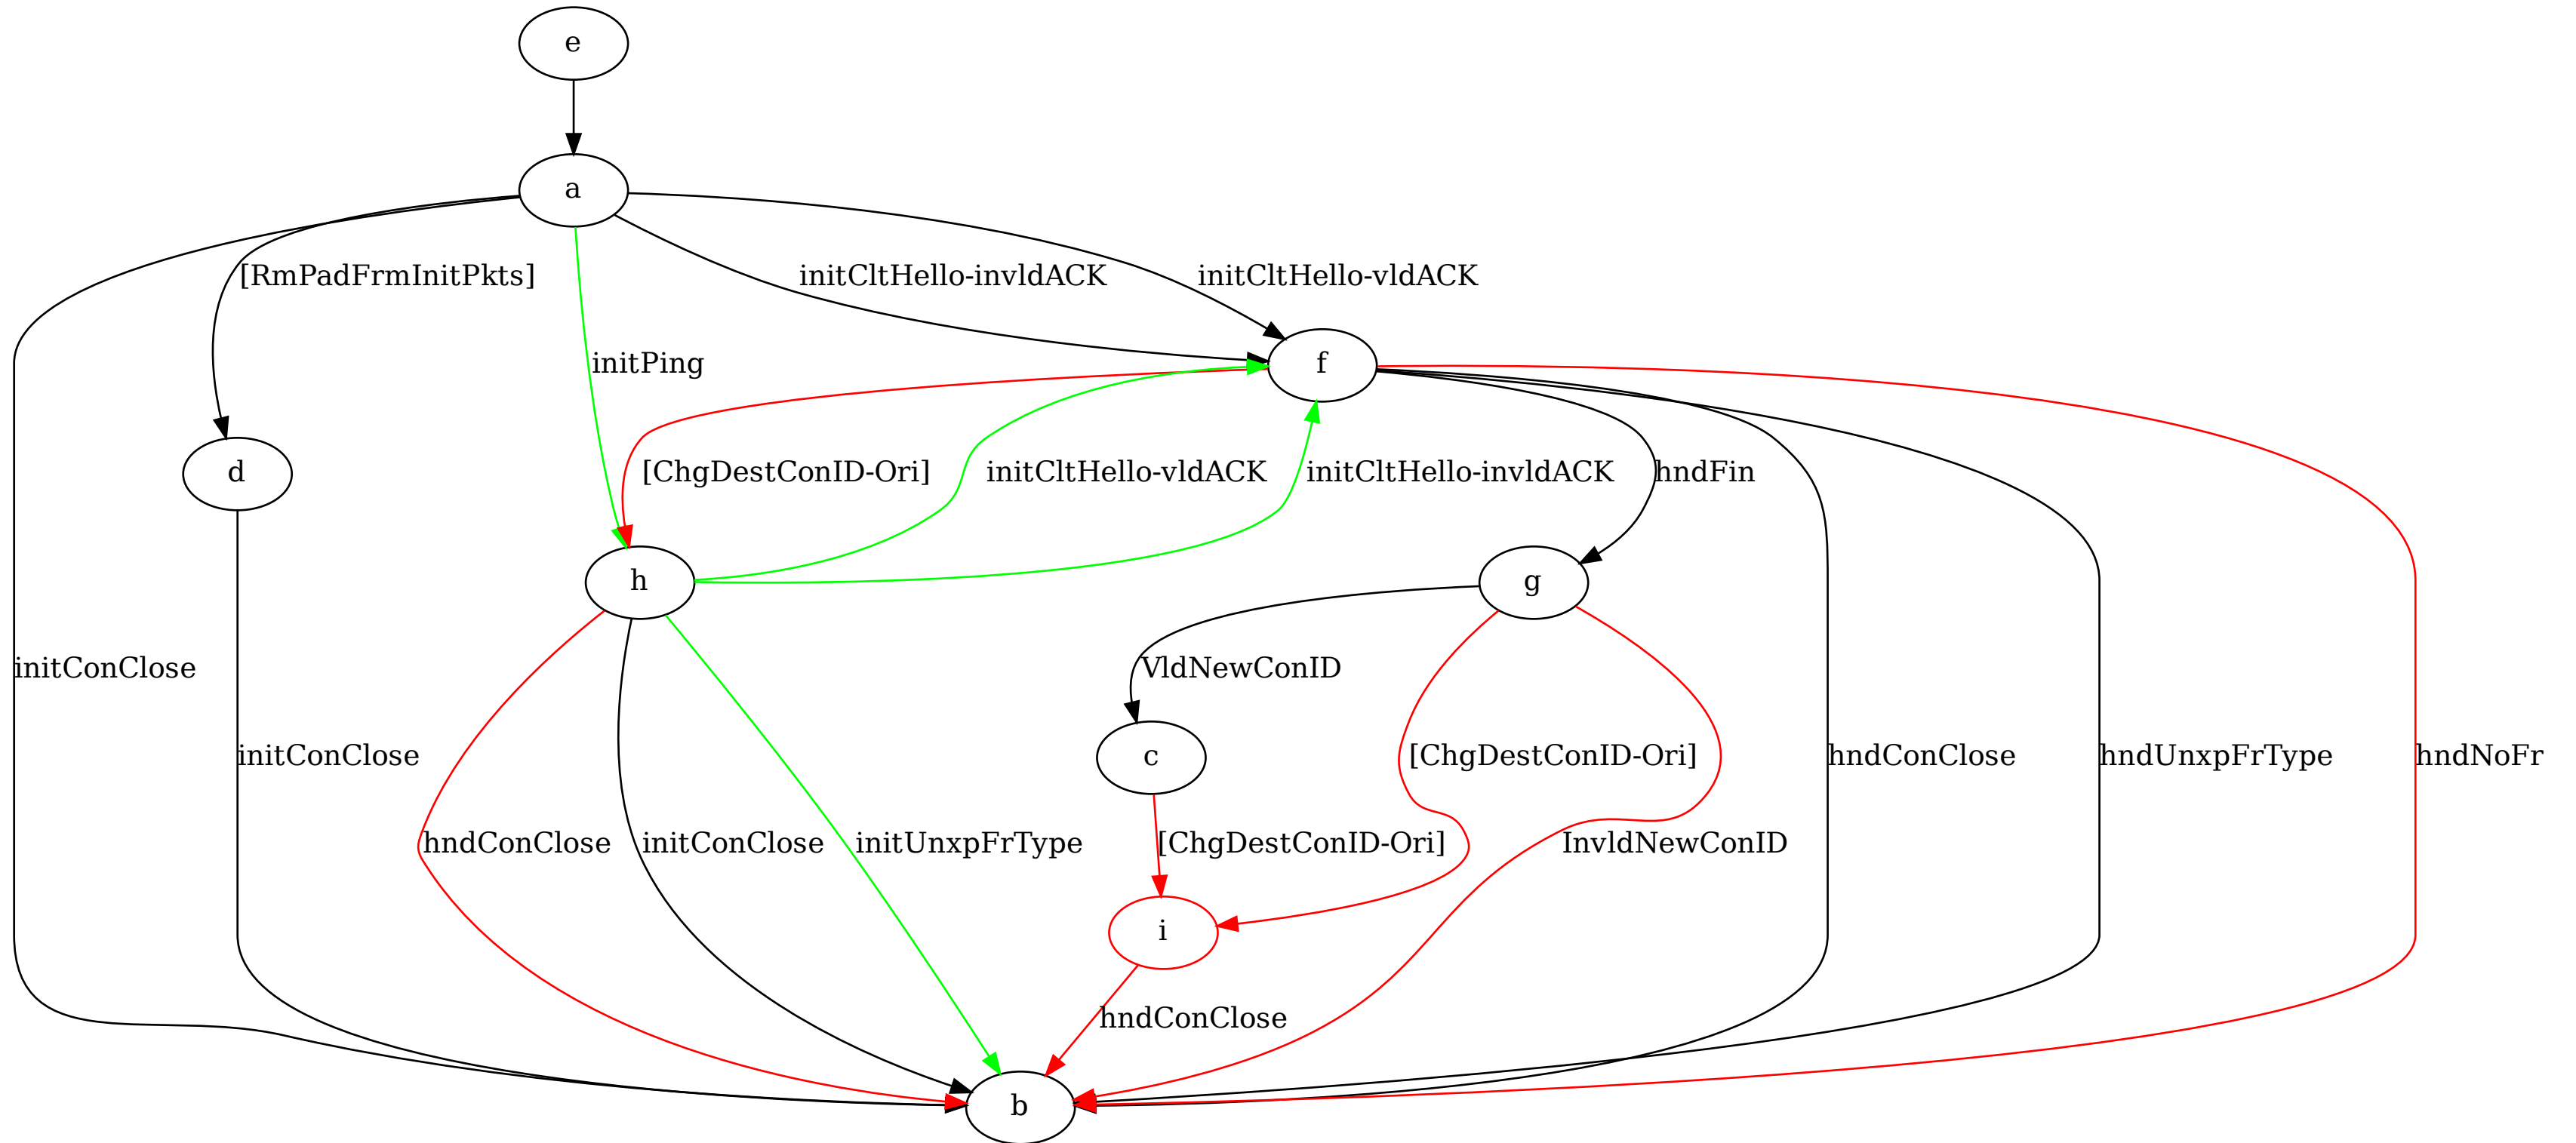 e
a
[RmPadFrmInitPkts]
initCltHello-invldACK
initCltHello-vldACK
initPing
f
d
[ChgDestConID-Ori]
initCltHello-vldACK
initCltHello-invldACK
hndFin
h
g
initConClose
VldNewConID
initConClose
c
[ChgDestConID-Ori]
hndConClose
hndUnxpFrType
hndNoFr
hndConClose
initConClose
initUnxpFrType
[ChgDestConID-Ori]
InvldNewConID
i
hndConClose
b